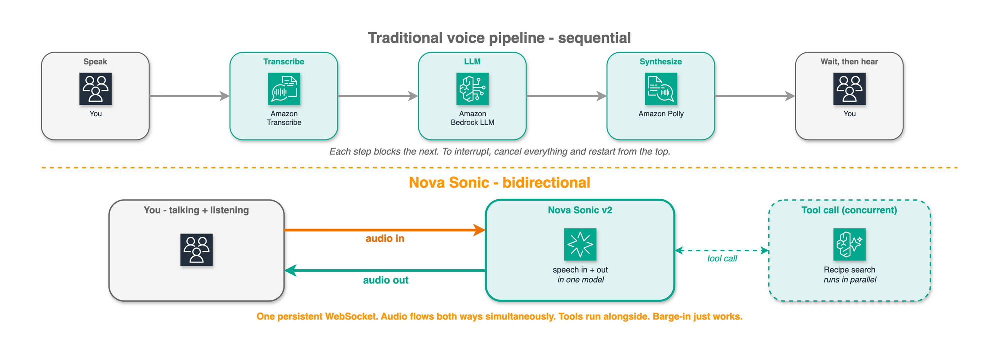 Traditional voice pipeline - sequential
Speak
You
Transcribe
Amazon
Transcribe
LLM
Amazon
Bedrock LLM
Synthesize
Amazon Polly
Wait, then hear
You
Each step blocks the next. To interrupt, cancel everything and restart from the top.
Nova Sonic - bidirectional
You - talking + listening
audio in
audio out
Nova Sonic v2
speech in + out
in one model
tool call
Tool call (concurrent)
Recipe search
runs in parallel
One persistent WebSocket. Audio flows both ways simultaneously. Tools run alongside. Barge-in just works.